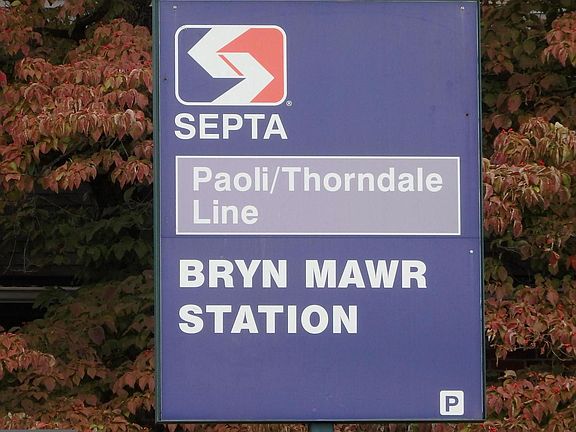 SEPTA
Paoli/Thorndale
Line
BRYN MAWR
STATION
P